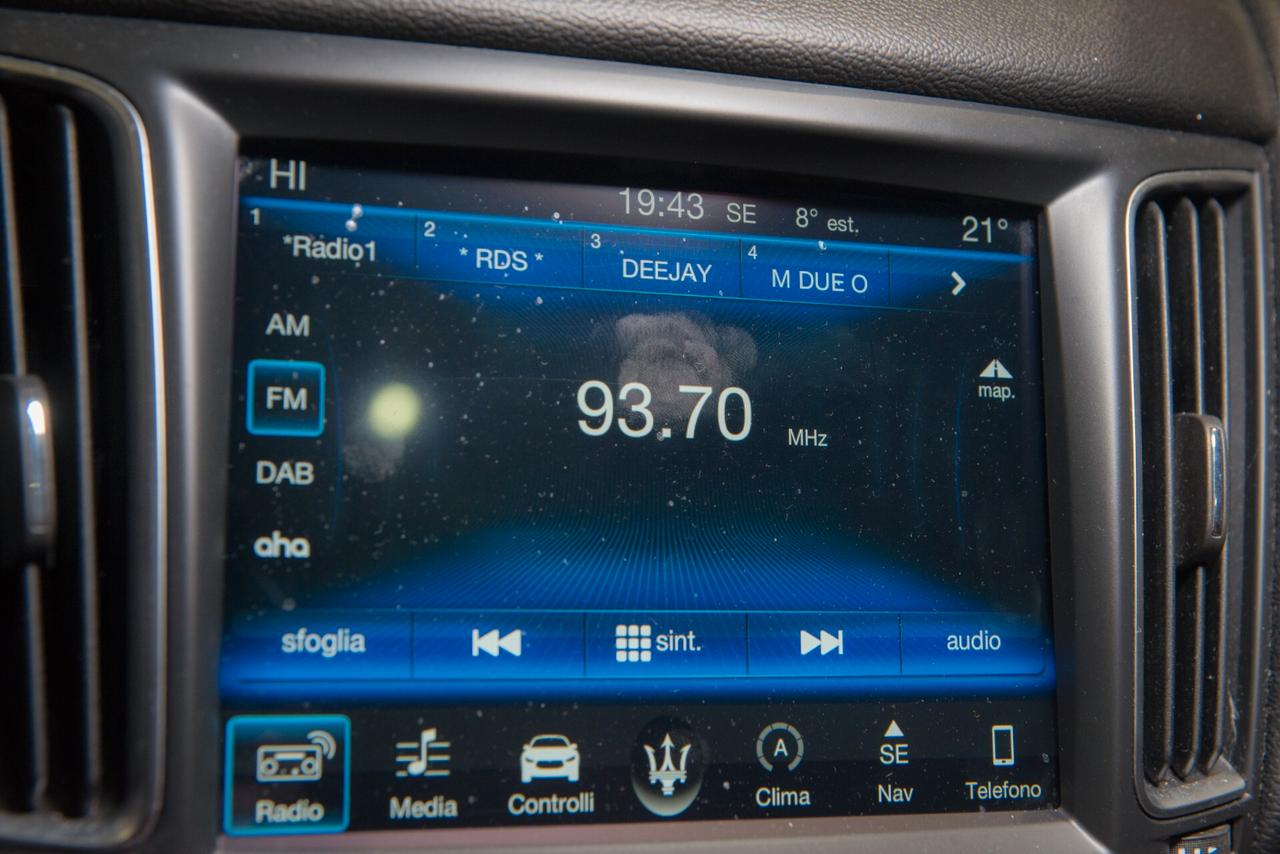 HI 19:43 SE 8° est. 21°
1 *Radio1 2 * RDS * 3 DEEJAY 4 M DUE O
AM
map.
FM
93.70 MHz
DAB
aha
sfoglia sint. audio
A SE
Radio Media Controlli Clima Nav Telefono